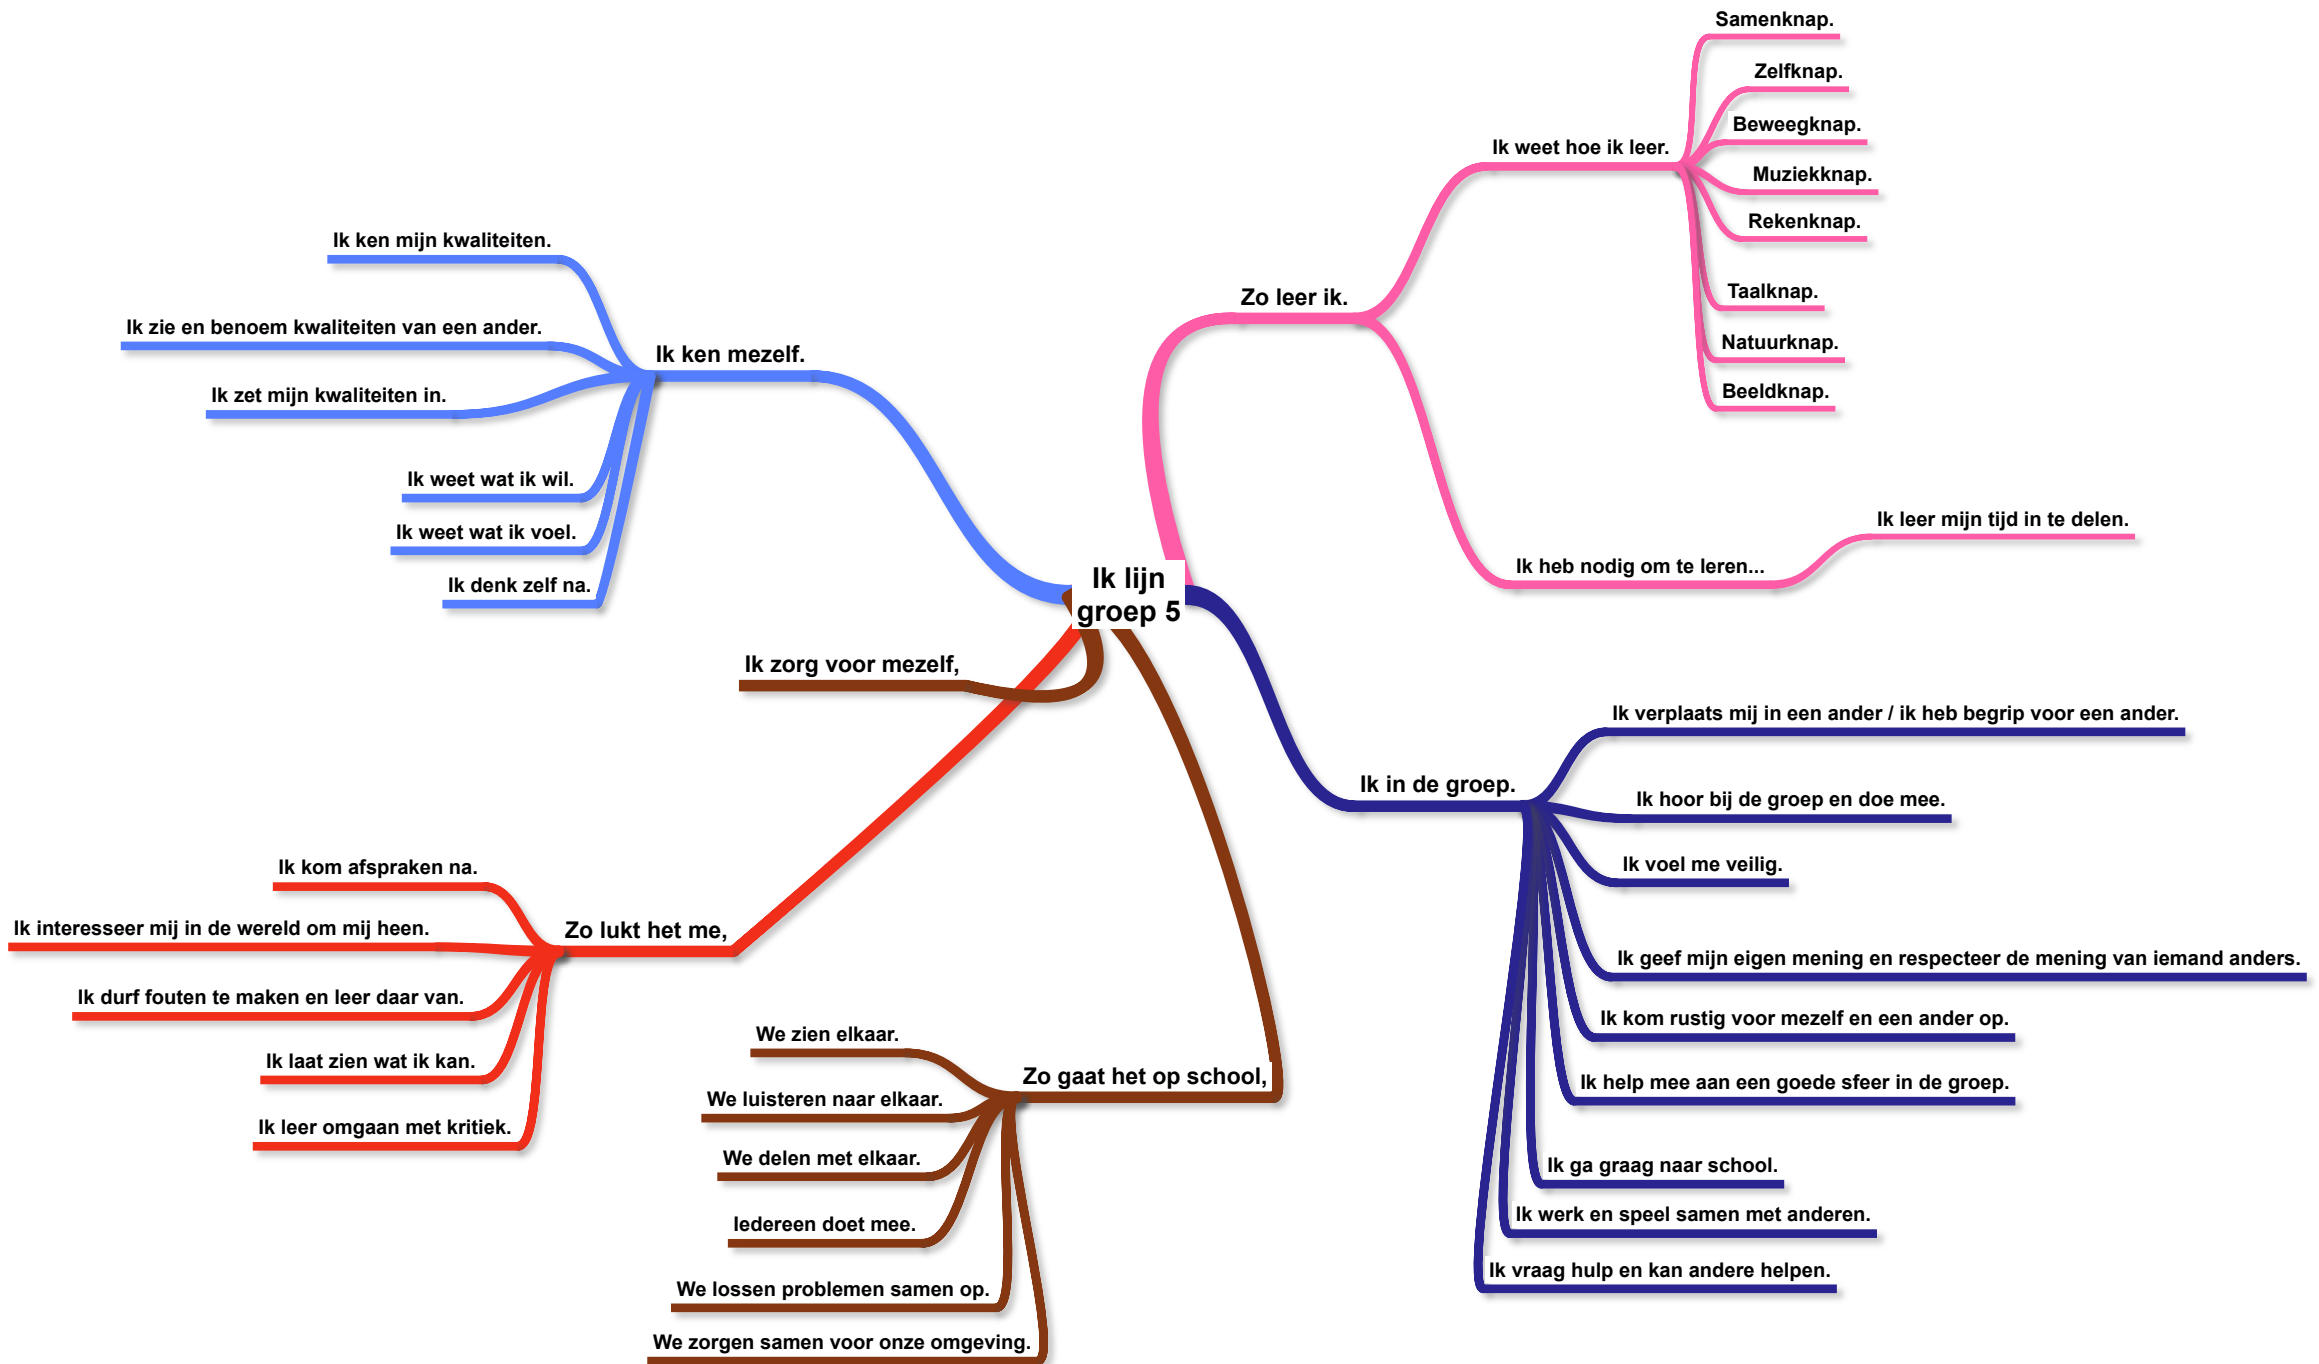 Ik lijn
groep 5
Zo leer ik.
Ik weet hoe ik leer.
Samenknap.
Zelfknap.
Beweegknap.
Muziekknap.
Rekenknap.
Taalknap.
Natuurknap.
Beeldknap.
Ik heb nodig om te leren...
Ik leer mijn tijd in te delen.
Ik in de groep.
Ik verplaats mij in een ander / ik heb begrip voor een ander.
Ik hoor bij de groep en doe mee.
Ik voel me veilig.
Ik geef mijn eigen mening en respecteer de mening van iemand anders.
Ik kom rustig voor mezelf en een ander op.
Ik help mee aan een goede sfeer in de groep.
Ik ga graag naar school.
Ik werk en speel samen met anderen.
Ik vraag hulp en kan andere helpen.
Zo gaat het op school,
We zien elkaar.
We luisteren naar elkaar.
We delen met elkaar.
Iedereen doet mee.
We lossen problemen samen op.
We zorgen samen voor onze omgeving.
Zo lukt het me,
Ik kom afspraken na.
Ik interesseer mij in de wereld om mij heen.
Ik durf fouten te maken en leer daar van.
Ik laat zien wat ik kan.
Ik leer omgaan met kritiek.
Ik zorg voor mezelf,
Ik ken mezelf.
Ik ken mijn kwaliteiten.
Ik zie en benoem kwaliteiten van een ander.
Ik zet mijn kwaliteiten in.
Ik weet wat ik wil.
Ik weet wat ik voel.
Ik denk zelf na.